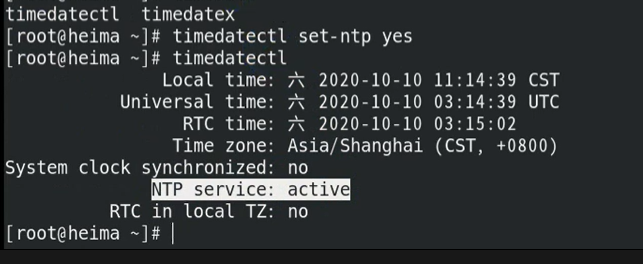 timedatectl  timedatex
[root@heima ~]# timedatectl set-ntp yes
[root@heima ~]# timedatectl
Local time: 六 2020-10-10 11:14:39 CST
Universal time: 六 2020-10-10 03:14:39 UTC
RTC time: 六 2020-10-10 03:15:02
Time zone: Asia/Shanghai (CST, +0800)
System clock synchronized: no
NTP service: active
RTC in local TZ: no
[root@heima ~]#